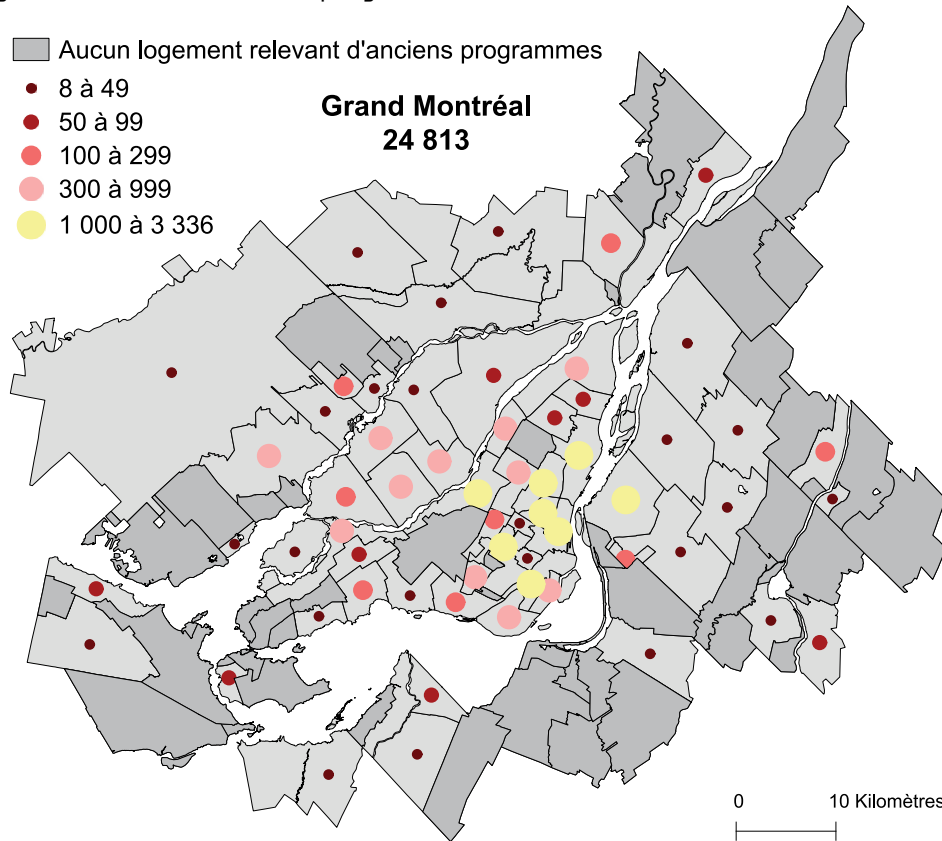 Aucun logement relevant d'anciens programmes
8 à 49
50 à 99
100 à 299
300 à 999
1 000 à 3 336
Grand Montréal
24 813
0 10 Kilomètres